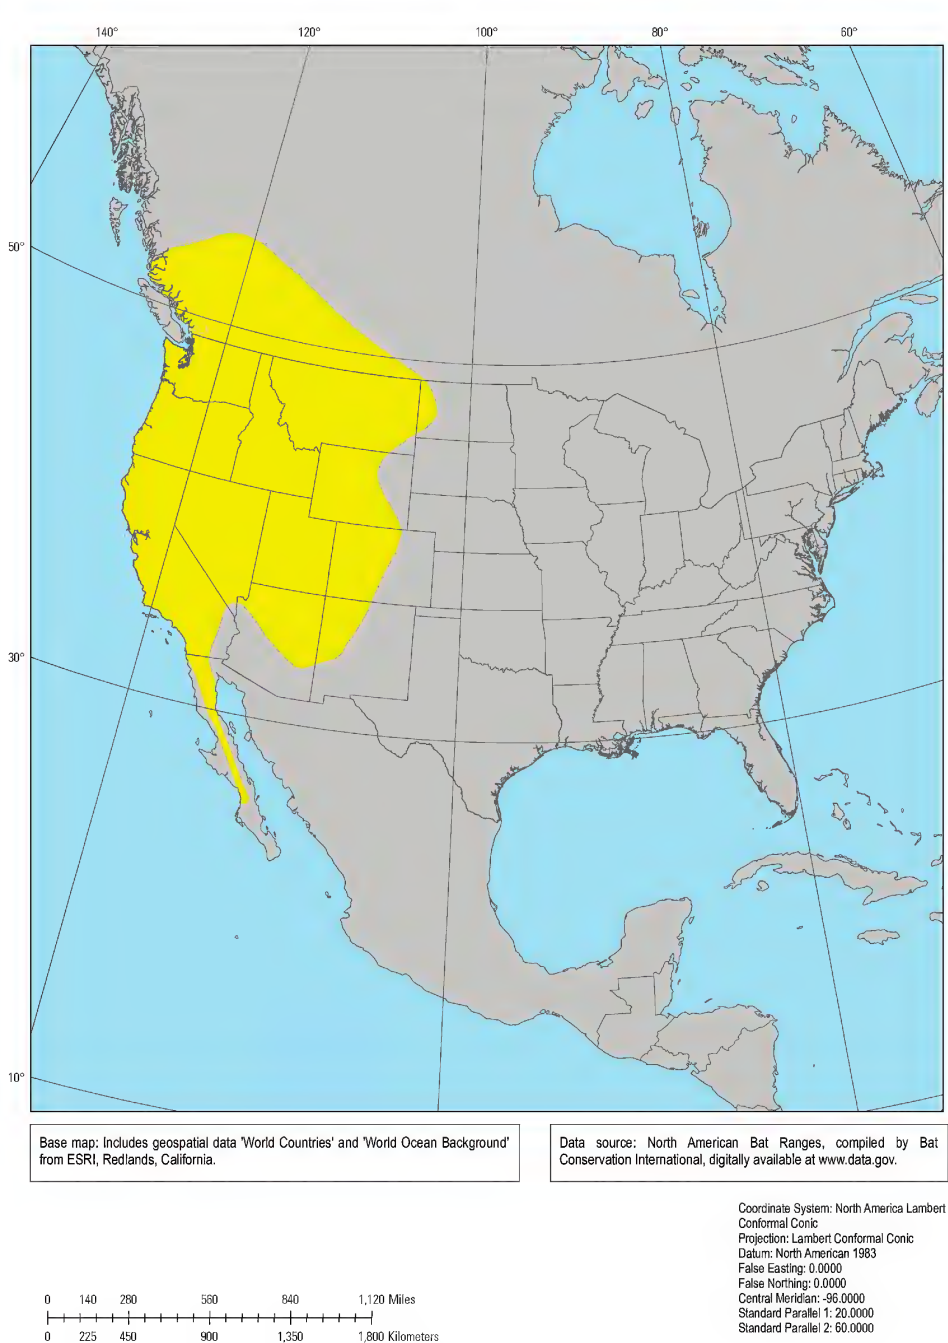 140° 120° 100° 80° 60°
50°
30°
10°
Base map: Includes geospatial data 'World Countries' and 'World Ocean Background'
from ESRI, Redlands, California.
Data source: North American Bat Ranges, compiled by Bat
Conservation International, digitally available at www.data.gov.
Coordinate System: North America Lambert
Conformal Conic
Projection: Lambert Conformal Conic
Datum: North American 1983
False Easting: 0.0000
False Northing: 0.0000
Central Meridian: -96.0000
Standard Parallel 1: 20.0000
Standard Parallel 2: 60.0000
0 140 280 560 840 1,120 Miles
0 225 450 900 1,350 1,800 Kilometers